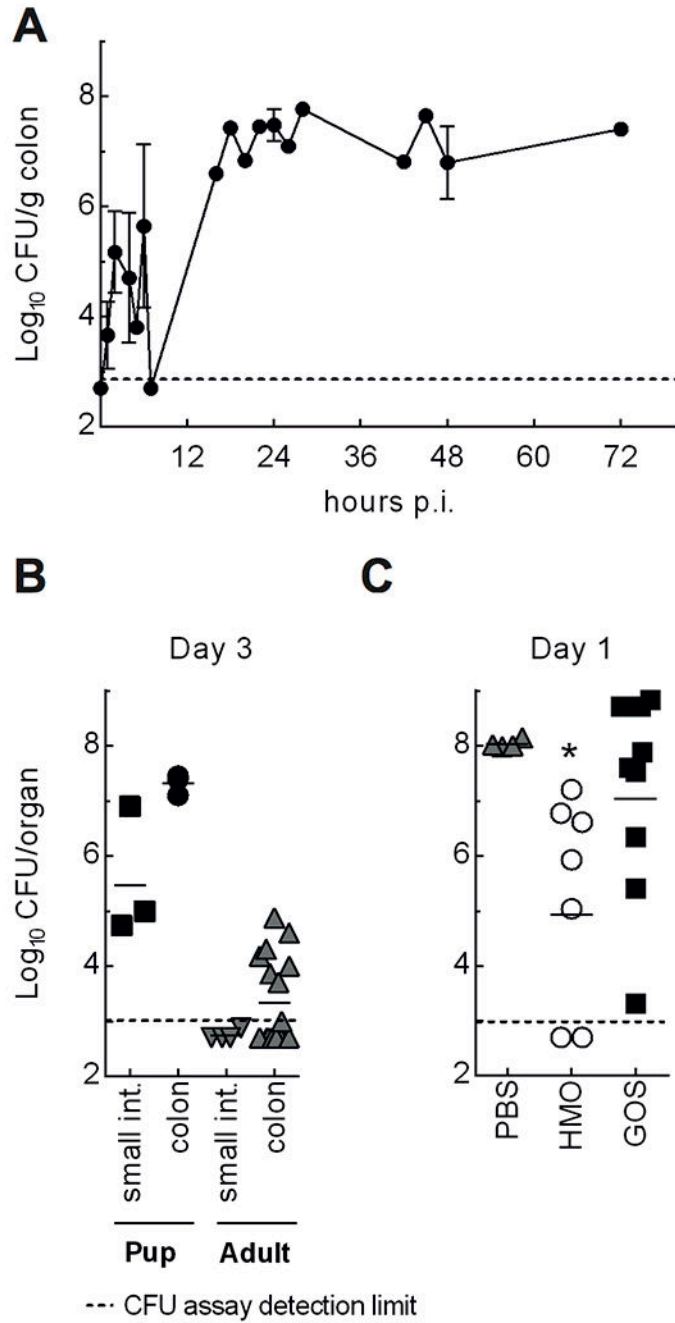 A
Log10 CFU/g colon
8
6
4
2
12 24 36 48 60 72
hours p.i.
B
C
Day 3
Day 1
Log10 CFU/organ
8
6
4
2
8
6
4
2
*
small int.
colon
small int.
colon
PBS
HMO
GOS
Pup
Adult
CFU assay detection limit